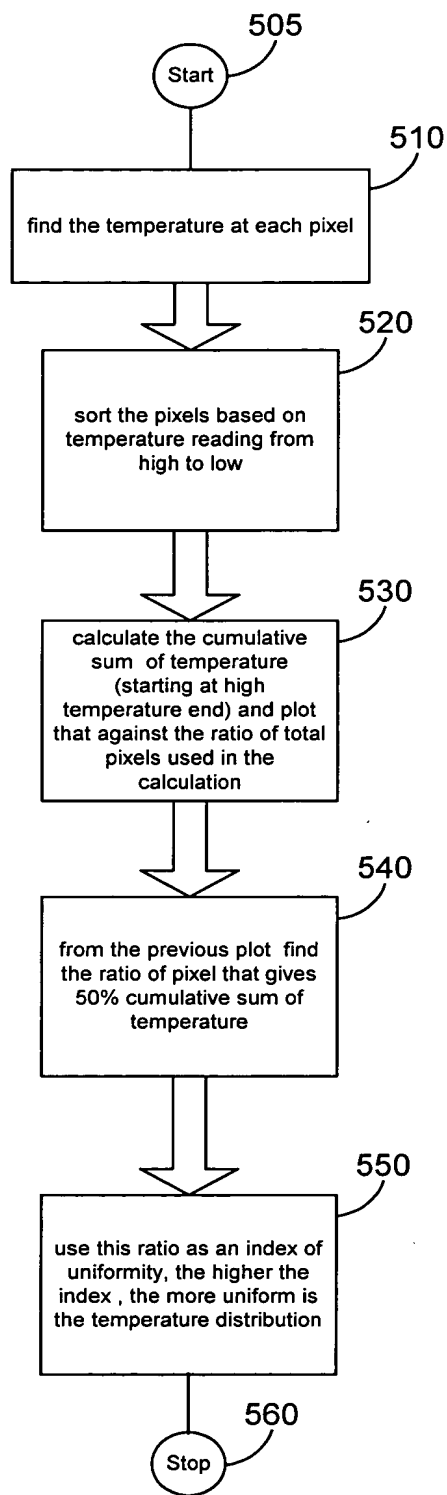 505
Start
510
find the temperature at each pixel
520
sort the pixels based on
temperature reading from
high to low
530
calculate the cumulative
sum of temperature
(starting at high
temperature end) and plot
that against the ratio of total
pixels used in the
calculation
540
from the previous plot find
the ratio of pixel that gives
50% cumulative sum of
temperature
550
use this ratio as an index of
uniformity, the higher the
index , the more uniform is
the temperature distribution
560
Stop